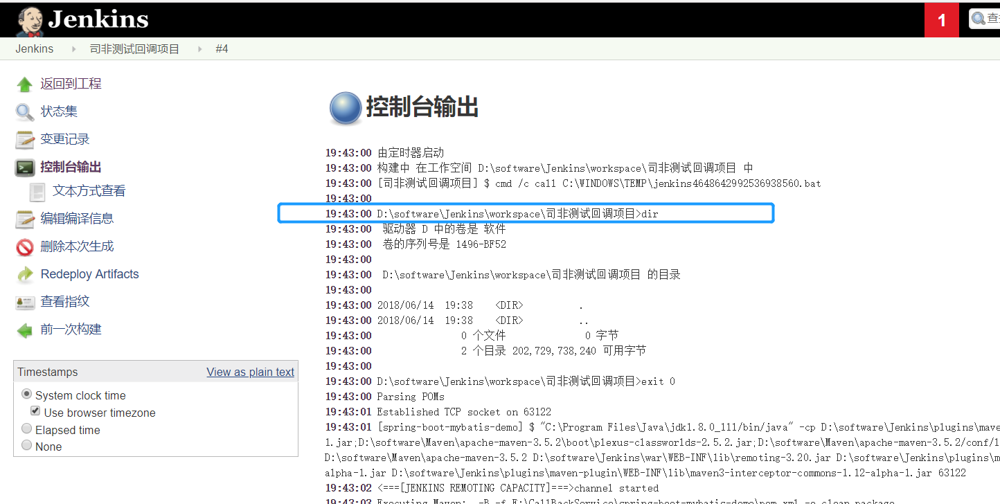 Jenkins
1
Jenkins
司非测试回调项目
#4
返回到工程
状态集
变更记录
控制台输出
文本方式查看
编辑编译信息
删除本次生成
Redeploy Artifacts
查看指纹
前一次构建
Timestamps View as plain text
System clock time
Use browser timezone
Elapsed time
None
控制台输出
19:43:00 由定时器启动
19:43:00 构建中 在工作空间 D:\software\Jenkins\workspace\司非测试回调项目 中
19:43:00 [司非测试回调项目] $ cmd /c call C:\WINDOWS\TEMP\jenkins4648642992536938560.bat
19:43:00
19:43:00 D:\software\Jenkins\workspace\司非测试回调项目>dir
19:43:00 驱动器 D 中的卷是 软件
19:43:00 卷的序列号是 1496-BF52
19:43:00
19:43:00 D:\software\Jenkins\workspace\司非测试回调项目 的目录
19:43:00
19:43:00 2018/06/14 19:38 <DIR> .
19:43:00 2018/06/14 19:38 <DIR> ..
19:43:00 0 个文件 0 字节
19:43:00 2 个目录 202,729,738,240 可用字节
19:43:00
19:43:00 D:\software\Jenkins\workspace\司非测试回调项目>exit 0
19:43:00 Parsing POMs
19:43:01 Established TCP socket on 63122
19:43:01 [spring-boot-mybatis-demo] $ "C:\Program Files\Java\jdk1.8.0_111/bin/java" -cp D:\software\Jenkins\plugins\mave
1.jar;D:\software\Maven\apache-maven-3.5.2\boot\plexus-classworlds-2.5.2.jar;D:\software\Maven\apache-maven-3.5.2/conf/l
D:\software\Maven\apache-maven-3.5.2 D:\software\Jenkins\war\WEB-INF\lib\remoting-3.20.jar D:\software\Jenkins\plugins\m
alpha-1.jar D:\software\Jenkins\plugins\maven-plugin\WEB-INF\lib\maven3-interceptor-commons-1.12-alpha-1.jar 63122
19:43:02 <===[JENKINS REMOTING CAPACITY]===>channel started
19:43:03 Executing Maven: -B -f E:\CallBackService\spring-boot-mybatis-demo\pom.xml -e clean package